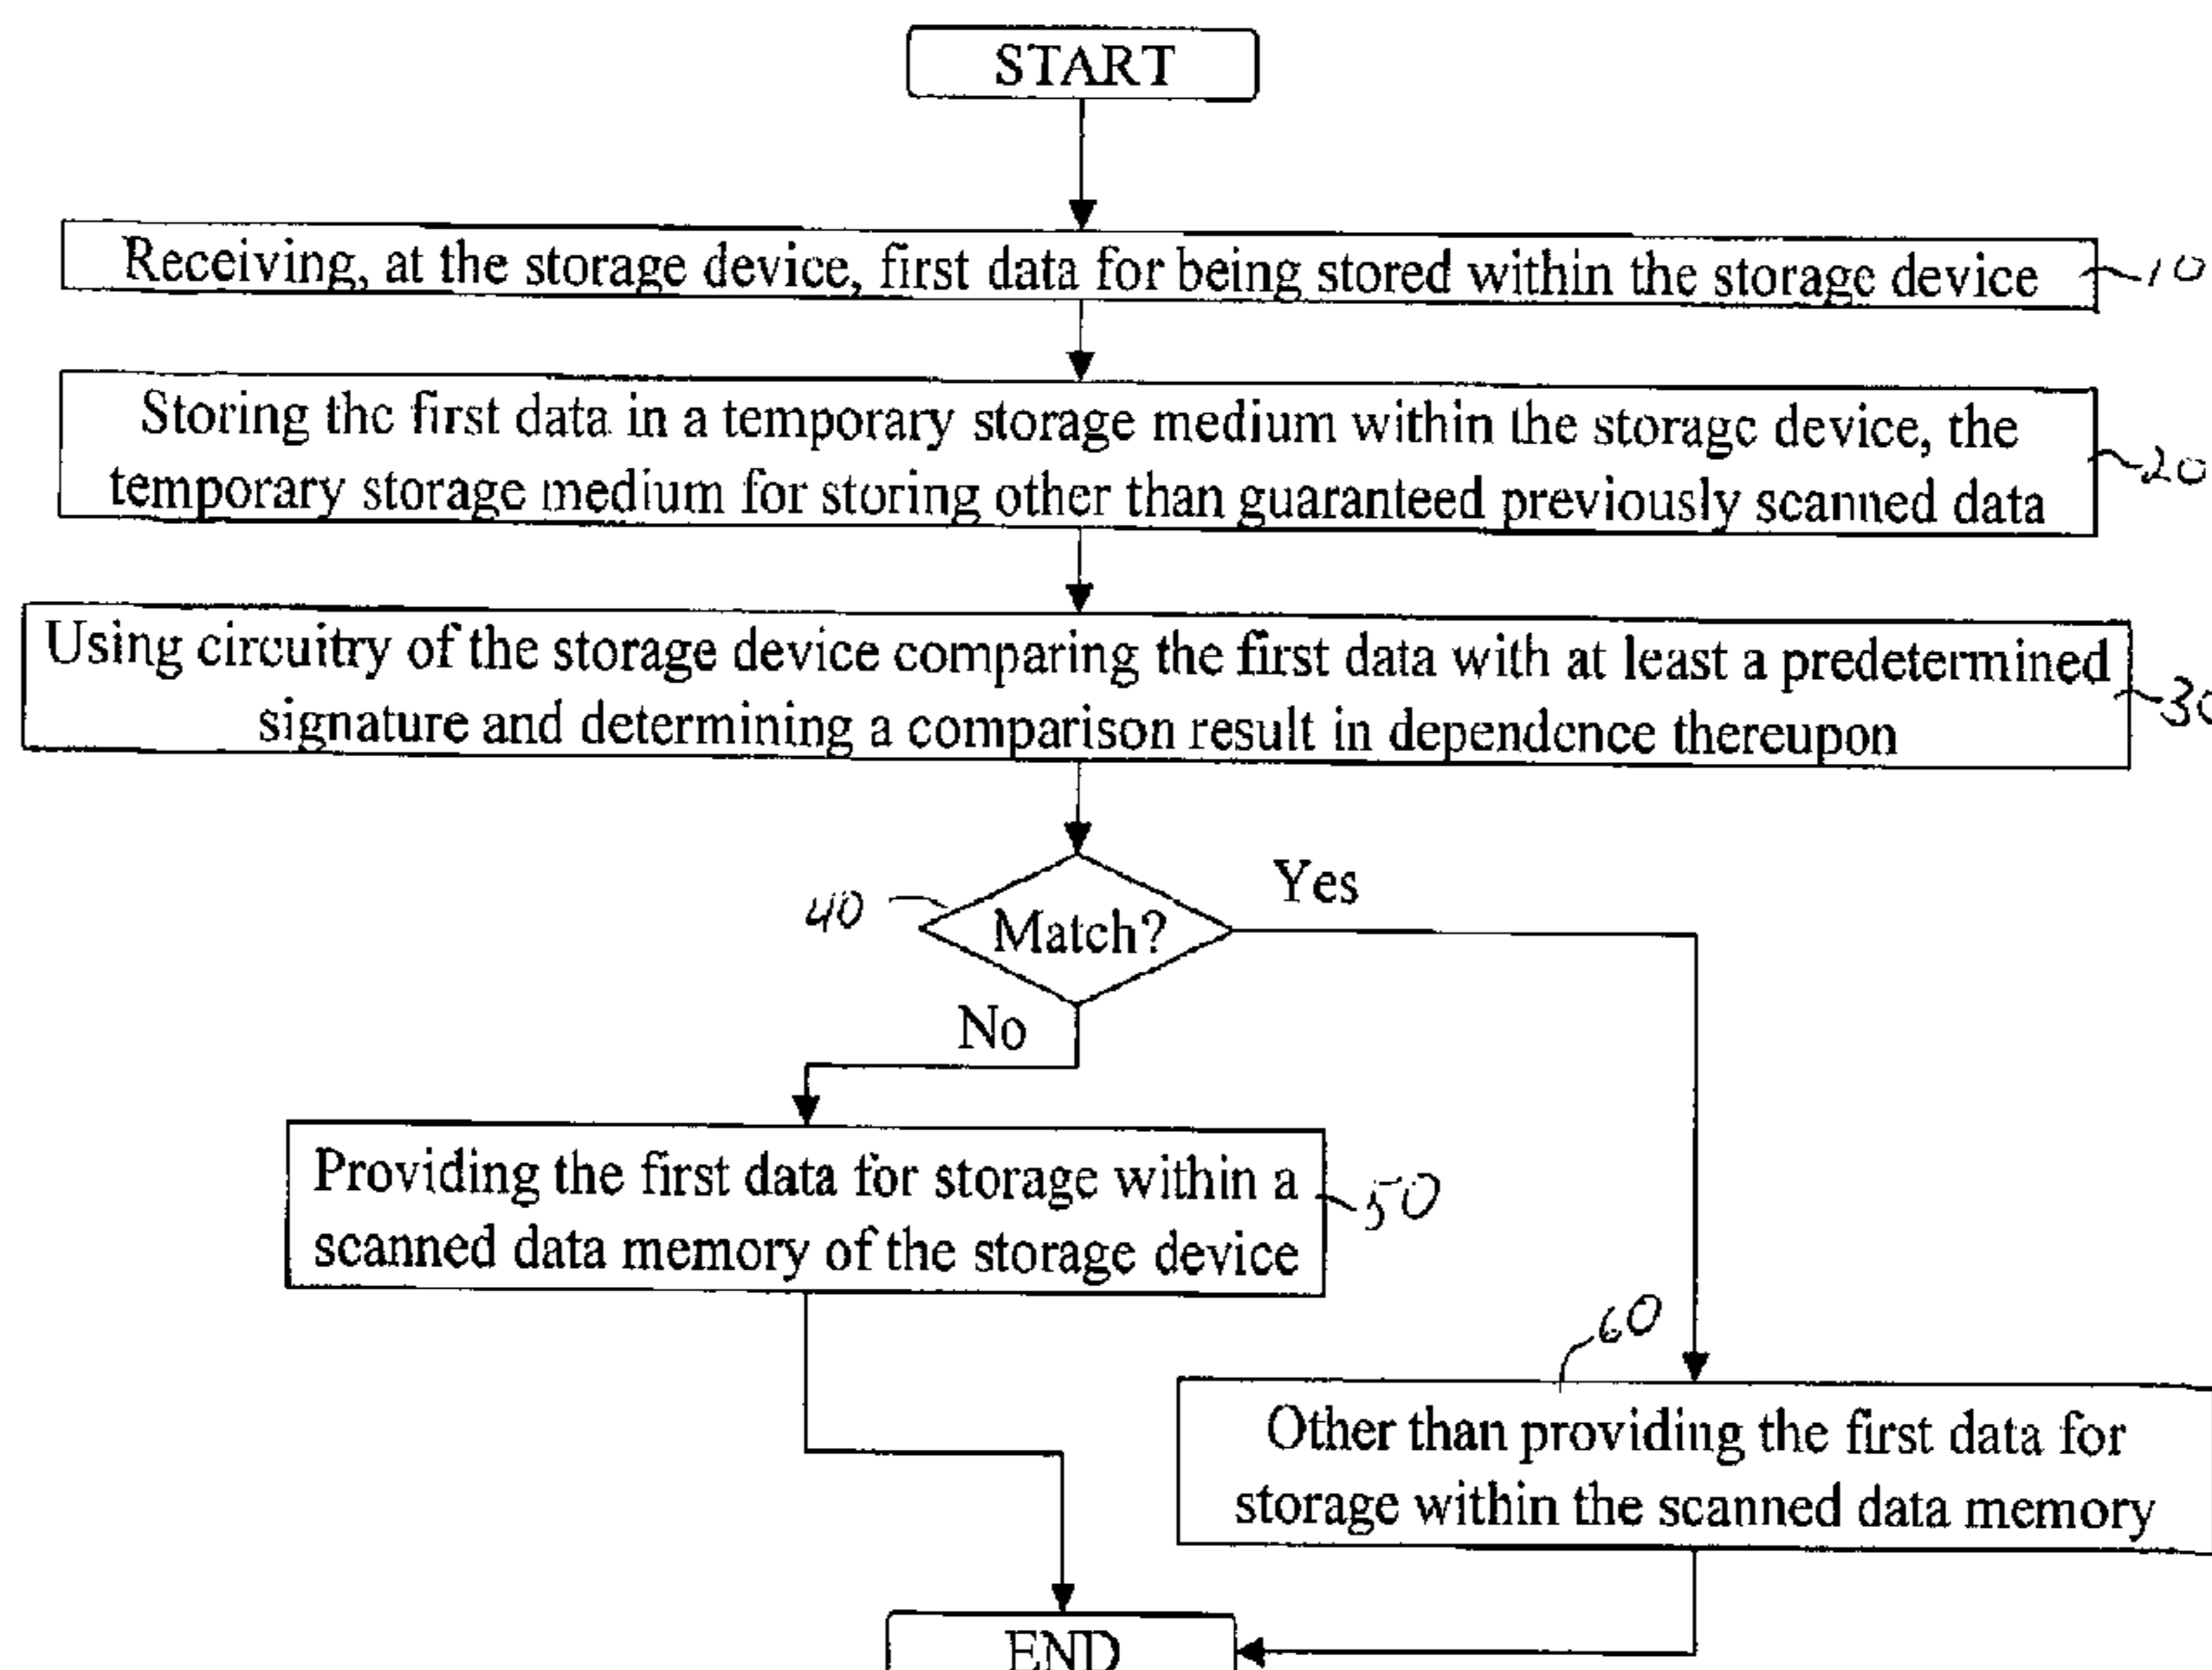 START
Receiving, at the storage device, first data for being stored within the storage device
10
Storing the first data in a temporary storage medium within the storage device, the
temporary storage medium for storing other than guaranteed previously scanned data
20
Using circuitry of the storage device comparing the first data with at least a predetermined
signature and determining a comparison result in dependence thereupon
30
40
Match?
Yes
No
Providing the first data for storage within a
scanned data memory of the storage device
50
60
Other than providing the first data for
storage within the scanned data memory
END